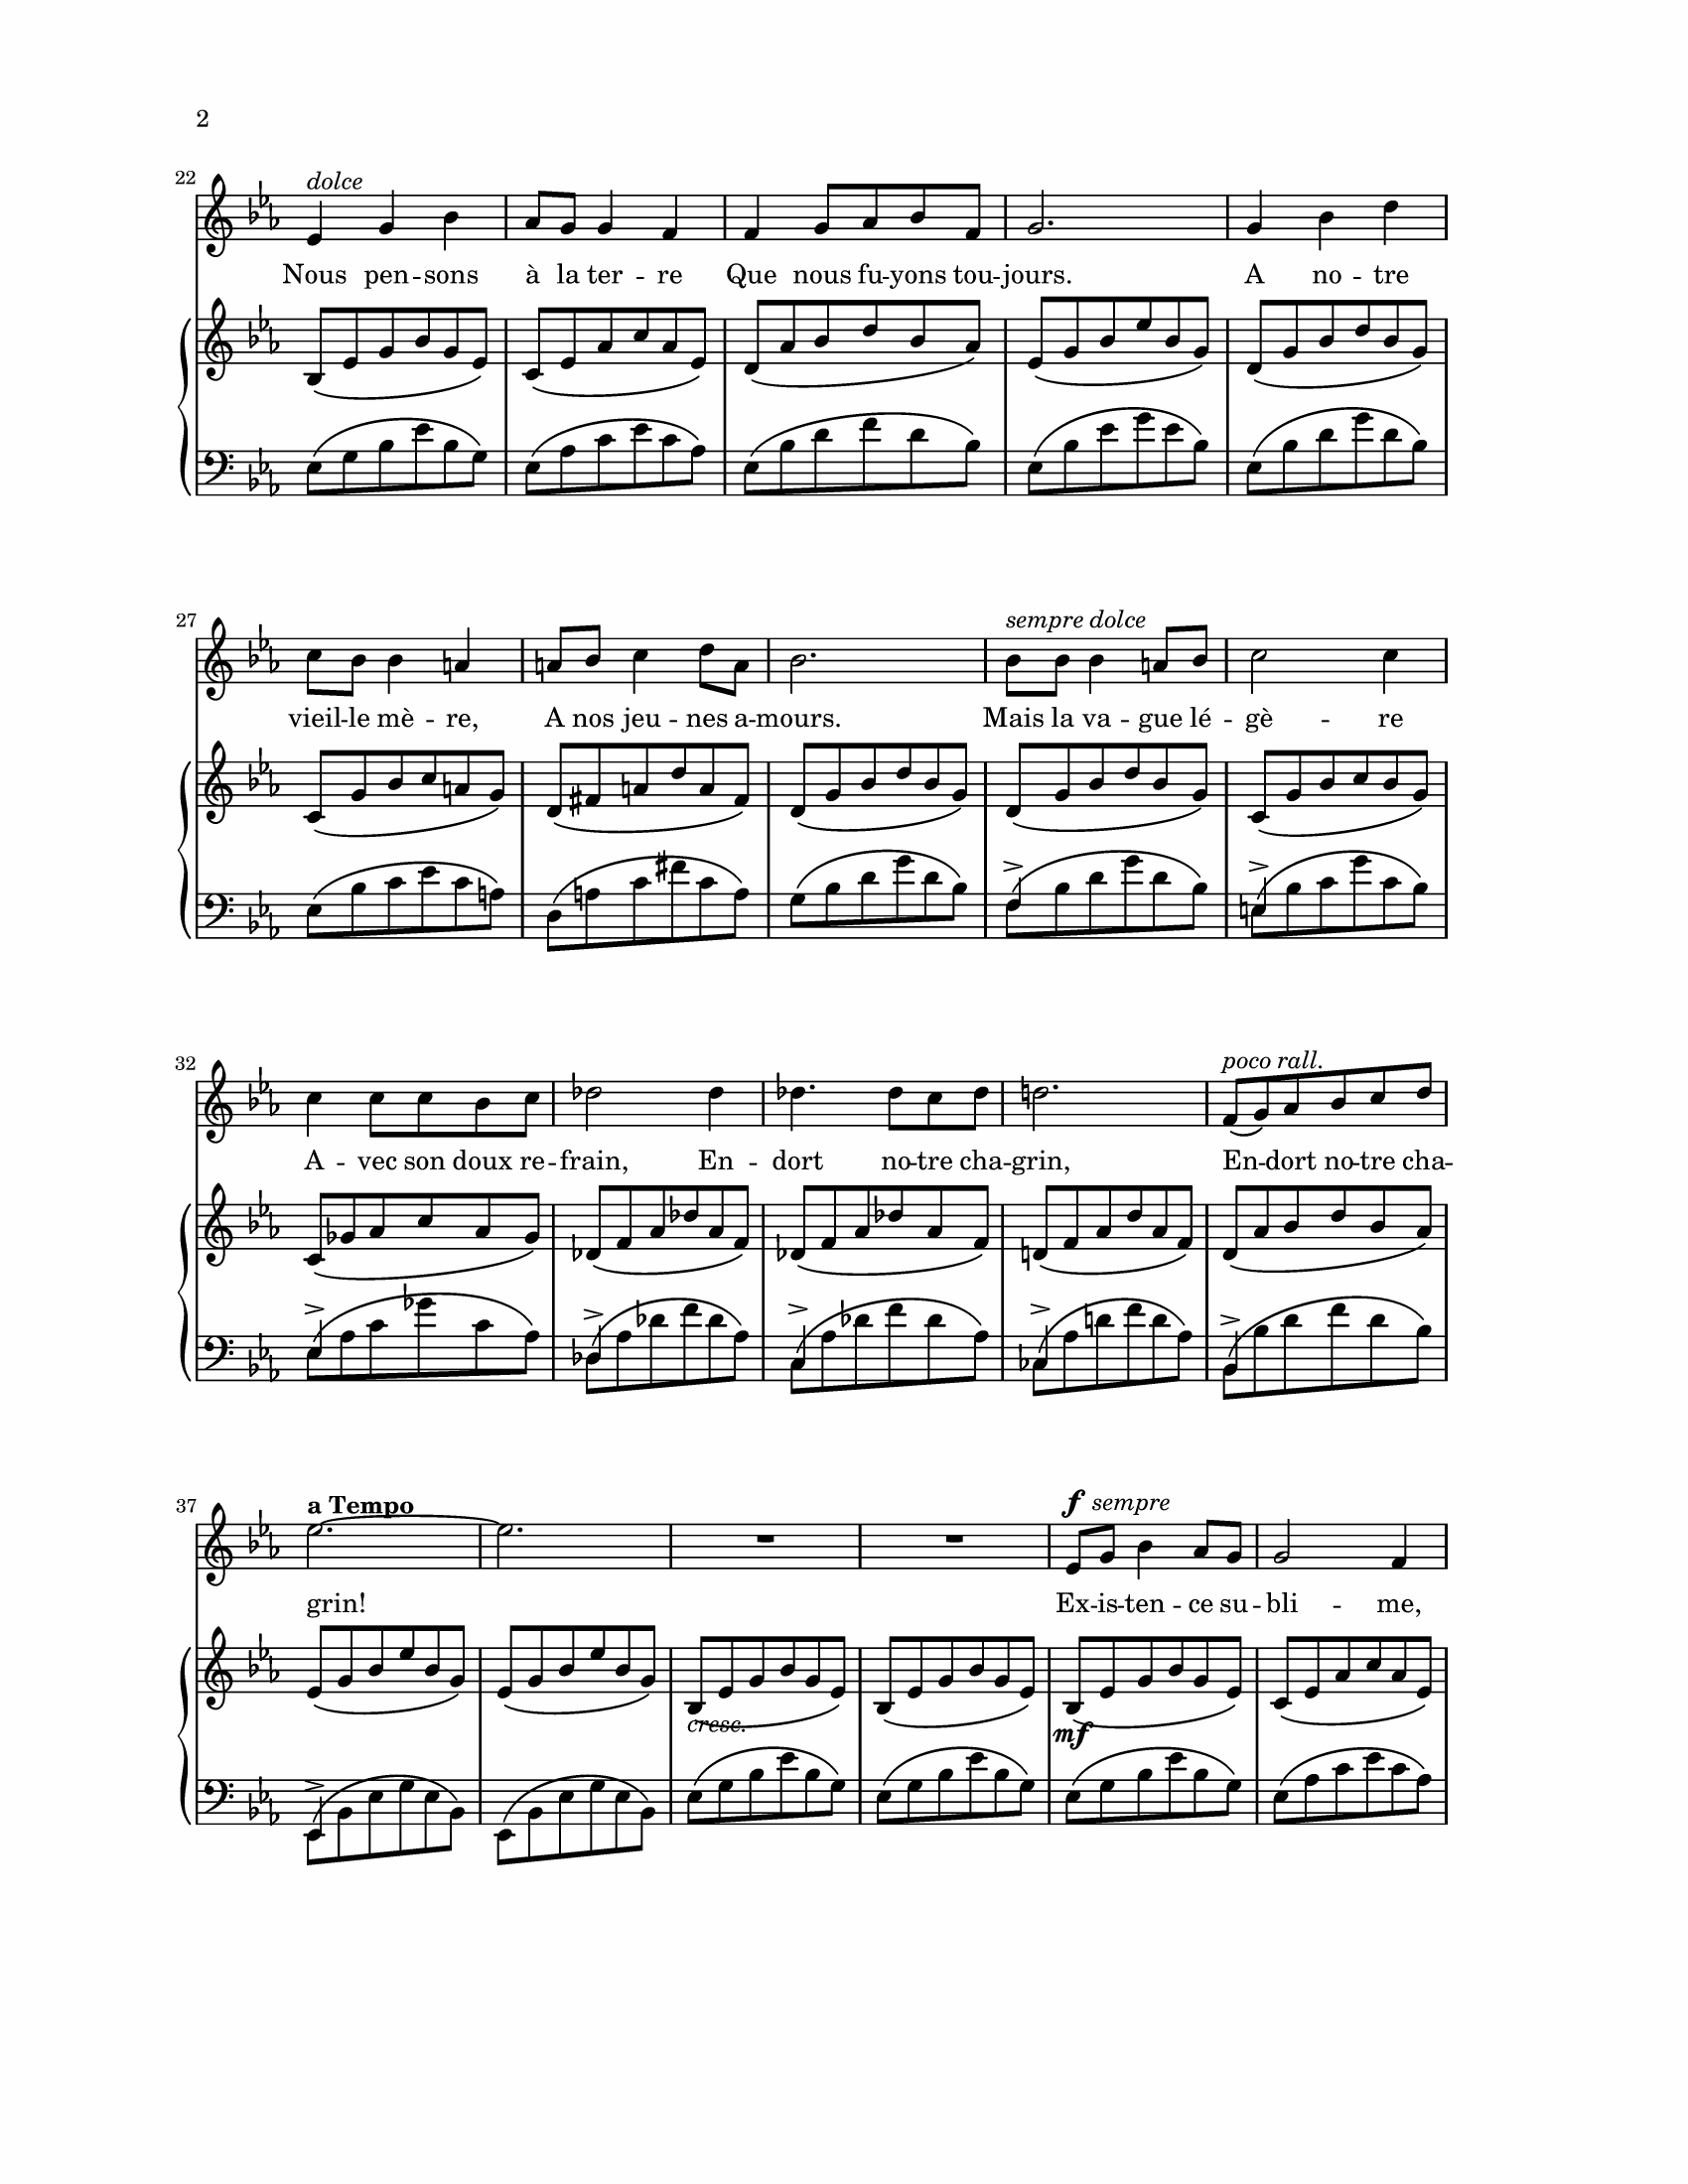 2
22
dolce
Nous pen -- sons à la ter -- re Que nous fu -- yons tou -- jours. A no -- tre
27
sempre dolce
vieil -- le mè -- re, A nos jeu -- nes a -- mours. Mais la va -- gue lé -- gè -- re
32
poco rall.
A -- vec son doux re -- frain, En -- dort no -- tre cha -- grin, En -- dort no -- tre cha --
37
a Tempo
f sempre
grin! Ex -- is -- ten -- ce su -- bli -- me,
cresc.
mf